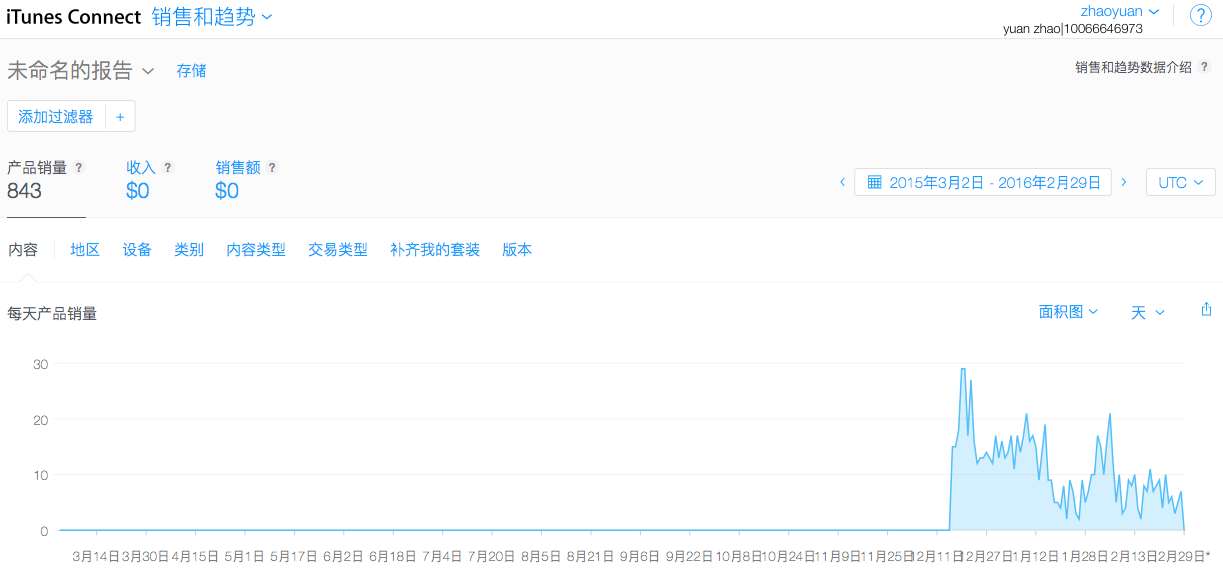 iTunes Connect 销售和趋势
zhaoyuan
?
yuan zhao|10066646973
未命名的报告
存储
销售和趋势数据介绍 ?
添加过滤器 +
产品销量 ? 收入 ? 销售额 ?
843 $0 $0
2015年3月2日 - 2016年2月29日
UTC
内容 地区 设备 类别 内容类型 交易类型 补齐我的套装 版本
每天产品销量
面积图 天
30
20
10
0
3月14日 3月30日 4月15日 5月1日 5月17日 6月2日 6月18日 7月4日 7月20日 8月5日 8月21日 9月6日 9月22日 10月8日 10月24日 11月9日 11月25日 12月11日 12月27日 1月12日 1月28日 2月13日 2月29日*